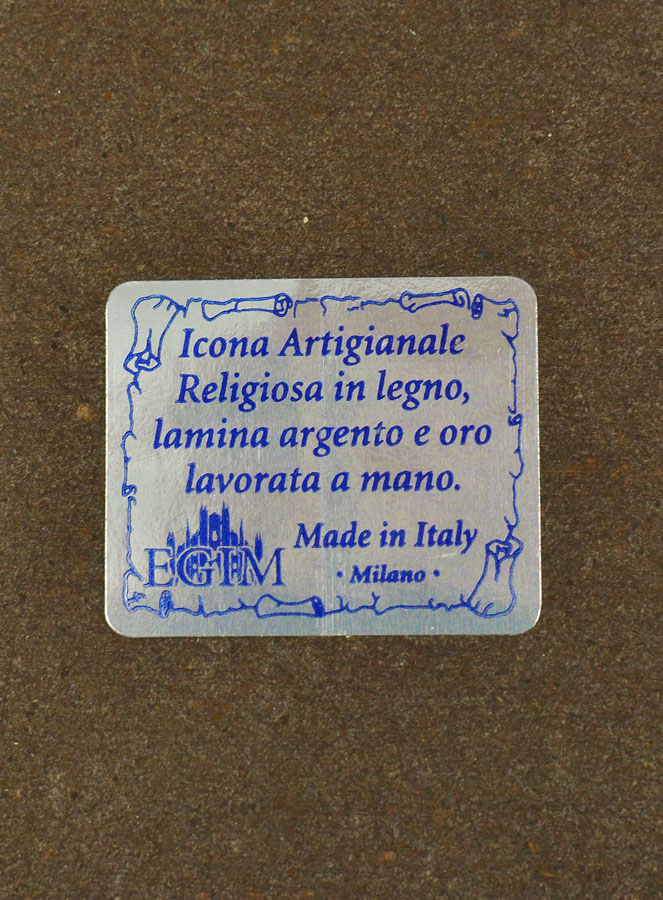 Icona Artigianale
Religiosa in legno,
lamina argento e oro
lavorata a mano.
EGIM
Made in Italy
· Milano ·